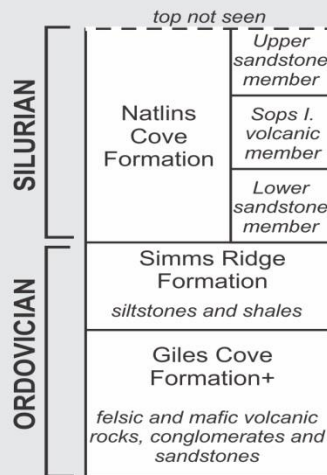 top not seen
SILURIAN
Natlins
Cove
Formation
Upper
sandstone
member
Sops I.
volcanic
member
Lower
sandstone
member
ORDOVICIAN
Simms Ridge
Formation
siltstones and shales
Giles Cove
Formation+
felsic and mafic volcanic
rocks, conglomerates and
sandstones